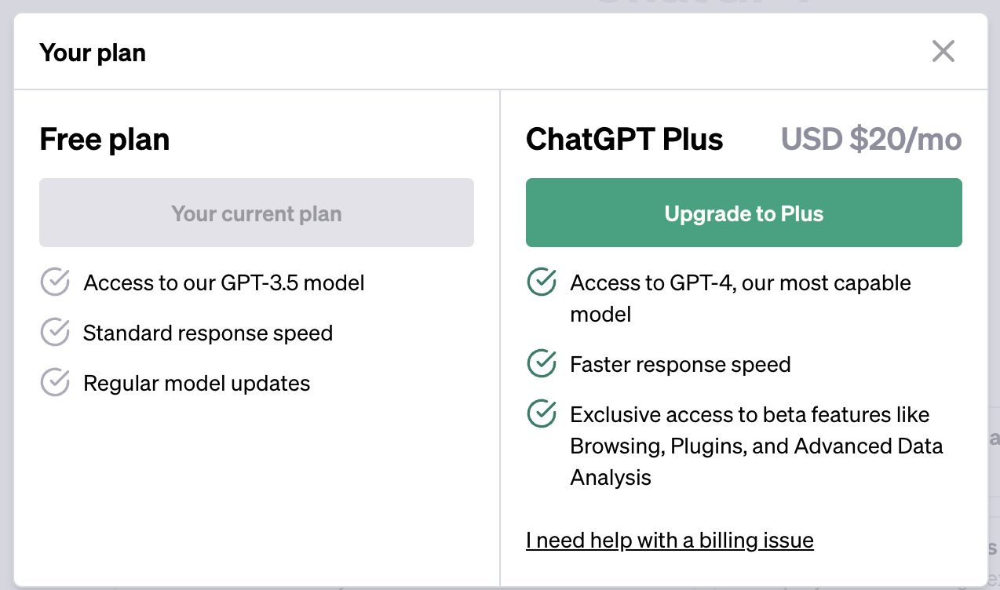 Your plan
Free plan
Your current plan
Access to our GPT-3.5 model
Standard response speed
Regular model updates
ChatGPT Plus
USD $20/mo
Upgrade to Plus
Access to GPT-4, our most capable
model
Faster response speed
Exclusive access to beta features like
Browsing, Plugins, and Advanced Data
Analysis
I need help with a billing issue